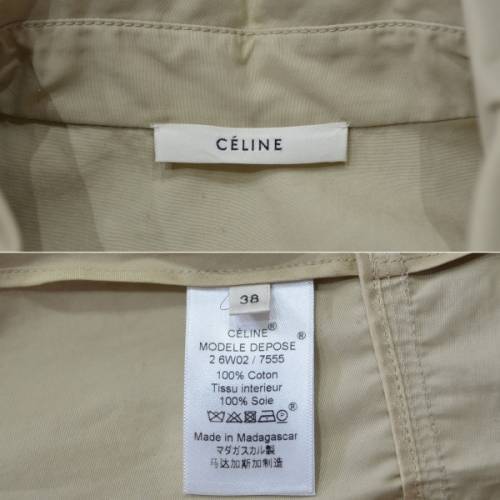 CÉLINE
38
CÉLINE®
MODELE DEPOSE®
2 6W02 / 7555
100% Coton
Tissu interieur
100% Soie
®
Made in Madagascar
マダガスカル製
马达加斯加制造